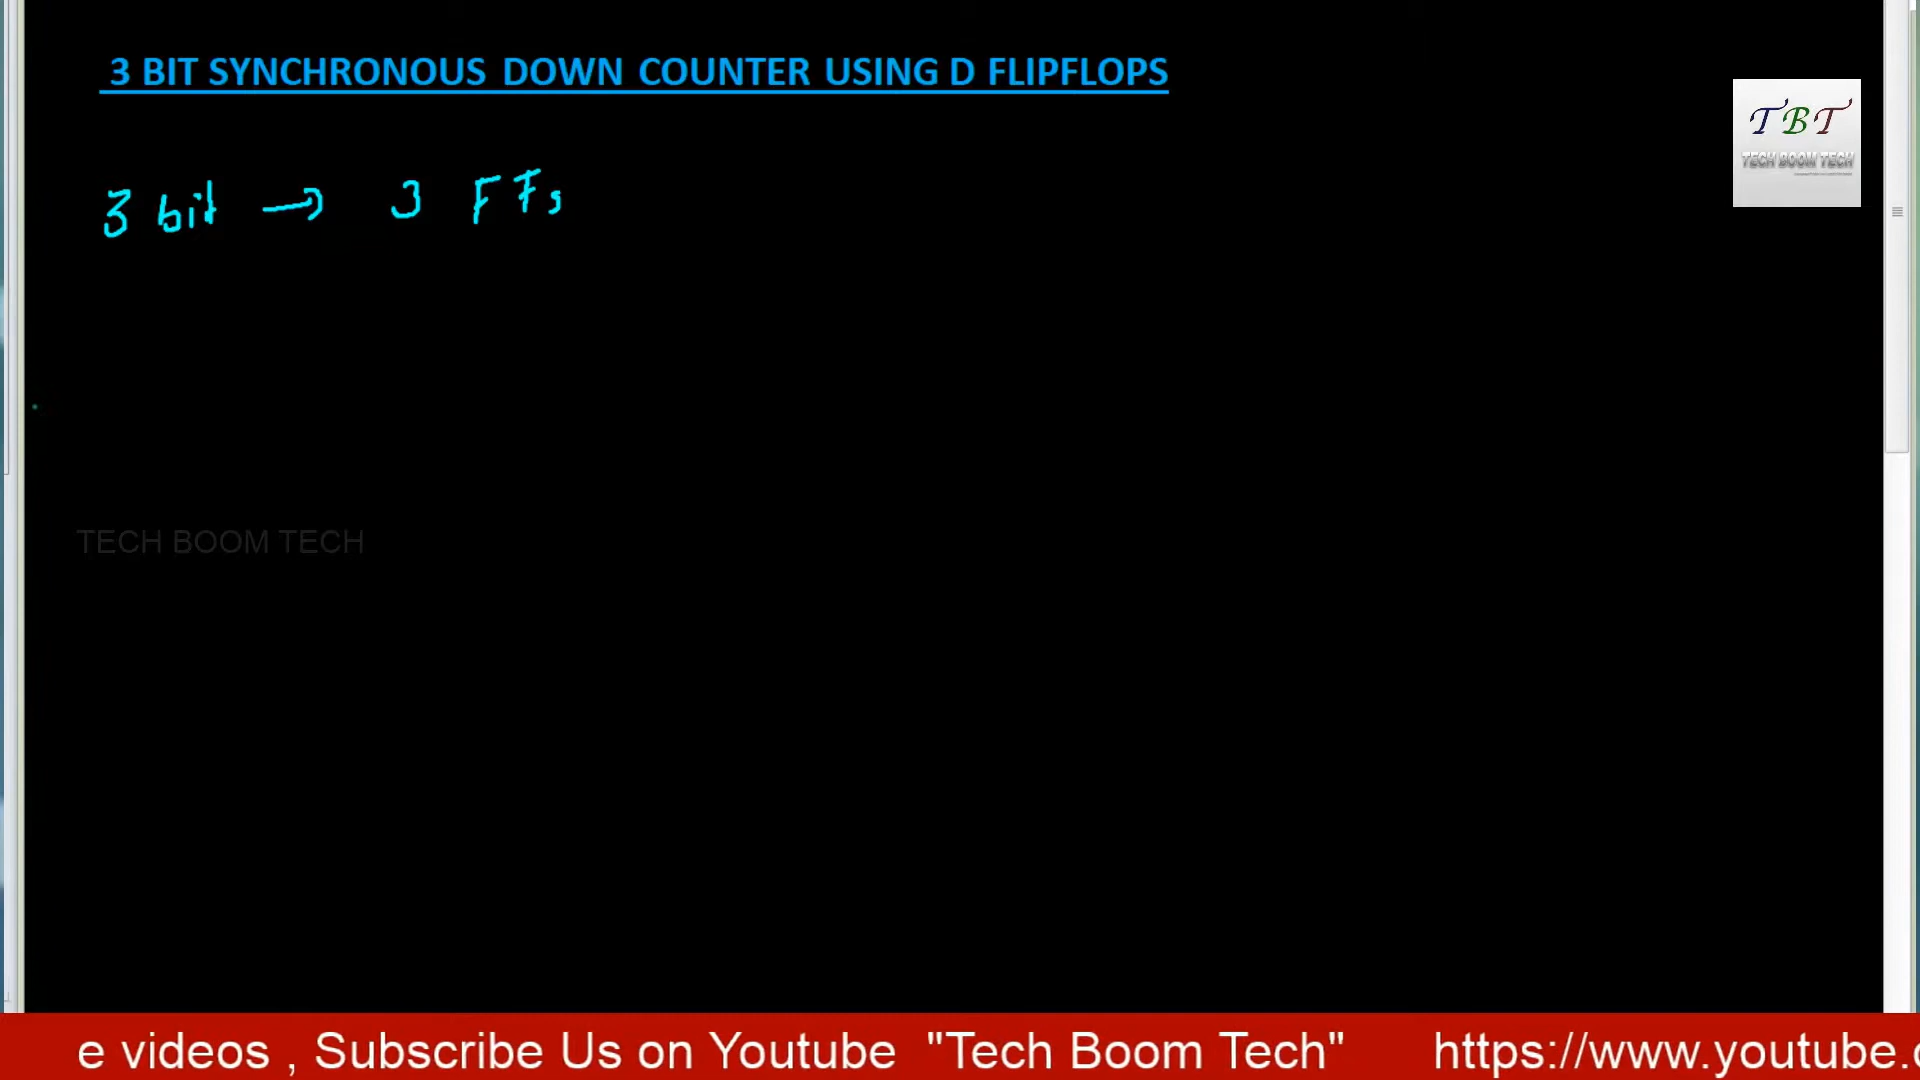 3 BIT SYNCHRONOUS DOWN COUNTER USING D FLIPFLOPS
TBT
TECH BOOM TECH
3 bit → 3 FFs
TECH BOOM TECH
e videos , Subscribe Us on Youtube "Tech Boom Tech" https://www.youtube.c